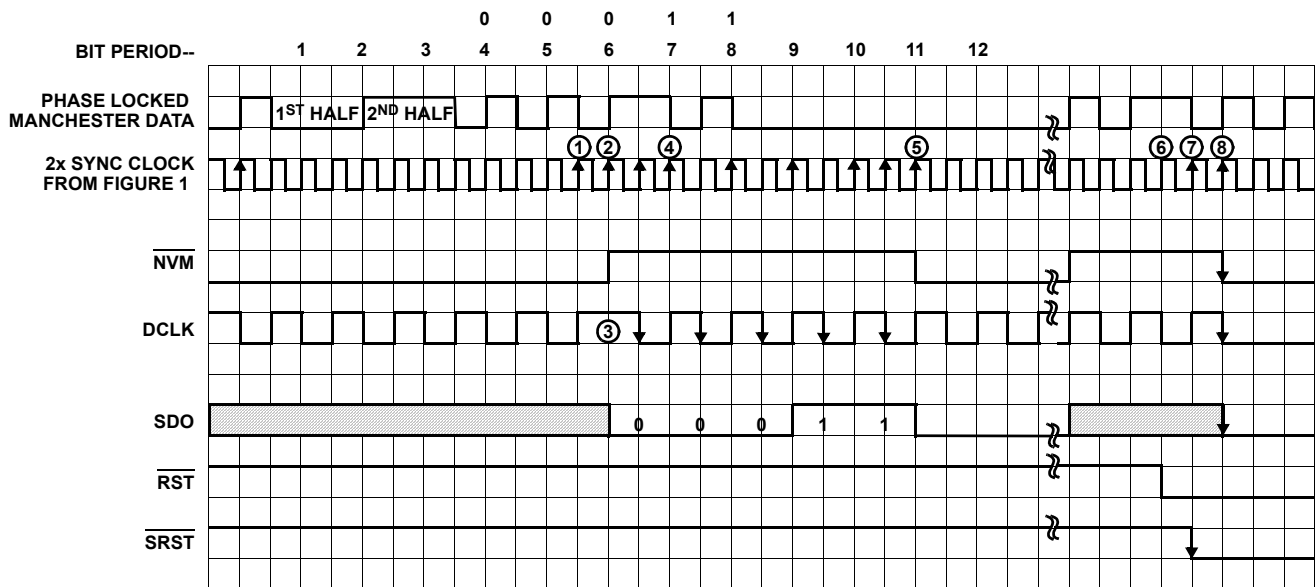 0 0 0 1 1
BIT PERIOD-- 1 2 3 4 5 6 7 8 9 10 11 12
PHASE LOCKED
MANCHESTER DATA
1ST HALF 2ND HALF
2x SYNC CLOCK
FROM FIGURE 1
1 2 4 5 6 7 8
NVM
DCLK
3
SDO
0 0 0 1 1
RST
SRST